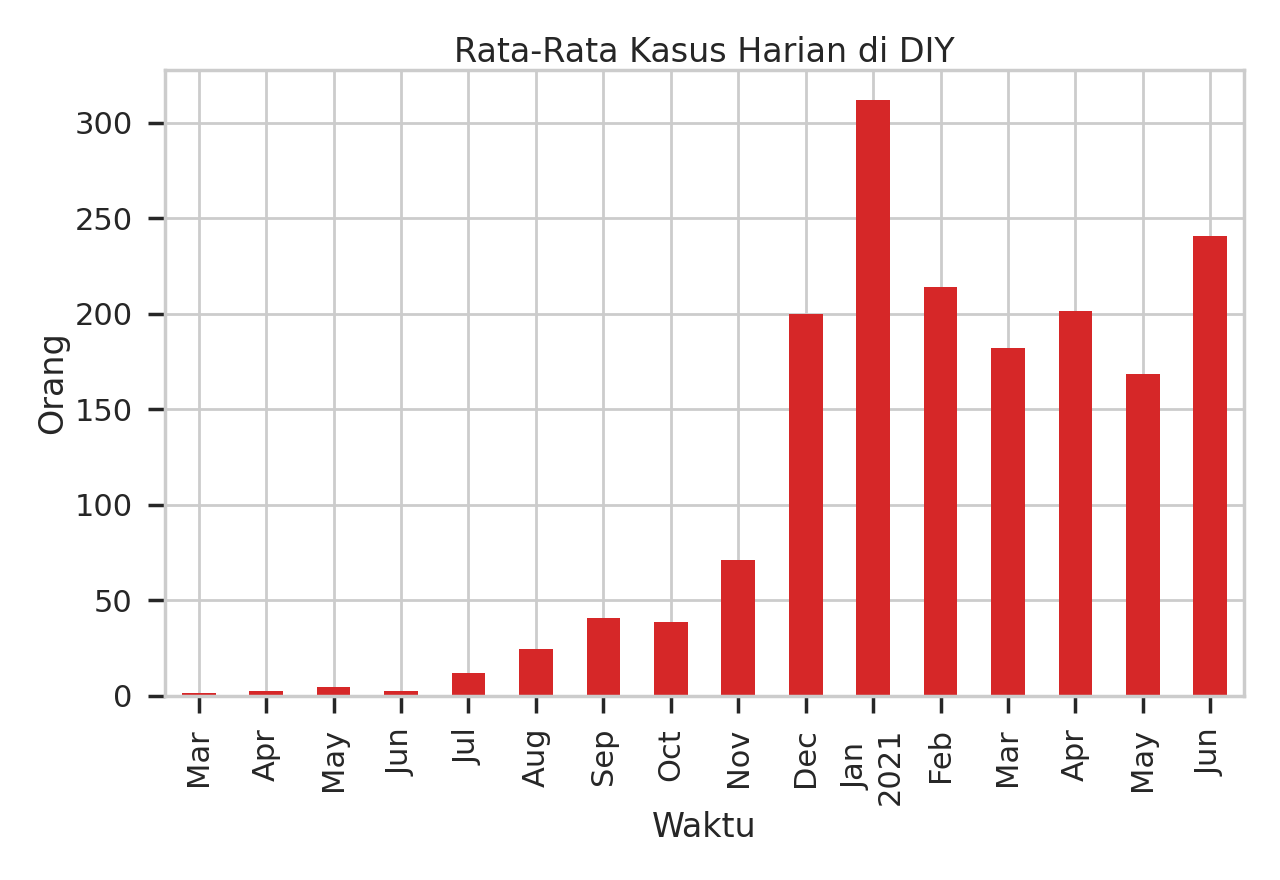 Rata-Rata Kasus Harian di DIY
300
250
200
150
100
50
0
Orang
Mar
Apr
May
Jun
Jul
Aug
Sep
Oct
Nov
Dec
Jan
2021
Feb
Mar
Apr
May
Jun
Waktu